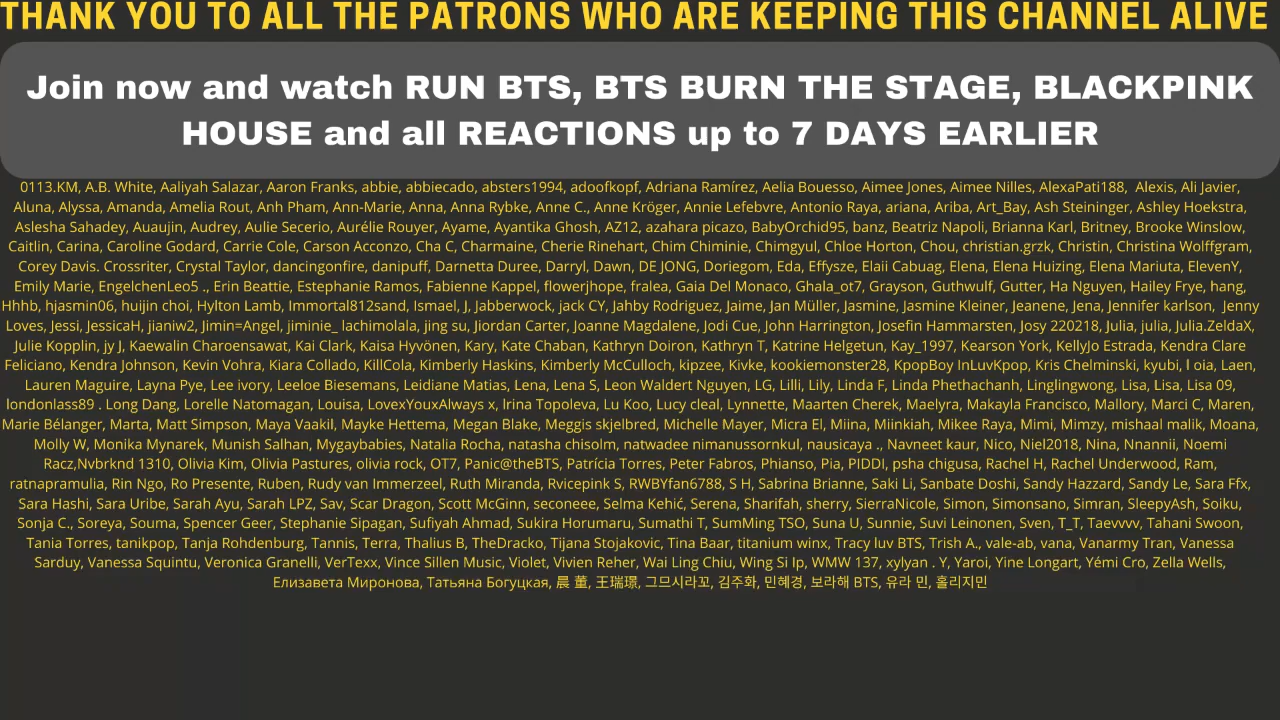 THANK YOU TO ALL THE PATRONS WHO ARE KEEPING THIS CHANNEL ALIVE
Join now and watch RUN BTS, BTS BURN THE STAGE, BLACKPINK
HOUSE and all REACTIONS up to 7 DAYS EARLIER
0113.KM, A.B. White, Aaliyah Salazar, Aaron Franks, abbie, abbiecado, absters1994, adoofkopf, Adriana Ramírez, Aelia Bouesso, Aimee Jones, Aimee Nilles, AlexaPati188, Alexis, Ali Javier,
Aluna, Alyssa, Amanda, Amelia Rout, Anh Pham, Ann-Marie, Anna, Anna Rybke, Anne C., Anne Kröger, Annie Lefebvre, Antonio Raya, ariana, Ariba, Art_Bay, Ash Steininger, Ashley Hoekstra,
Aslesha Sahadey, Auaujin, Audrey, Aulie Secerio, Aurélie Rouyer, Ayame, Ayantika Ghosh, AZ12, azahara picazo, BabyOrchid95, banz, Beatriz Napoli, Brianna Karl, Britney, Brooke Winslow,
Caitlin, Carina, Caroline Godard, Carrie Cole, Carson Acconzo, Cha C, Charmaine, Cherie Rinehart, Chim Chiminie, Chimgyul, Chloe Horton, Chou, christian.grzk, Christin, Christina Wolffgram,
Corey Davis. Crossriter, Crystal Taylor, dancingonfire, danipuff, Darnetta Duree, Darryl, Dawn, DE JONG, Doriegom, Eda, Effysze, Elaii Cabuag, Elena, Elena Huizing, Elena Mariuta, ElevenY,
Emily Marie, EngelchenLeo5 ., Erin Beattie, Estephanie Ramos, Fabienne Kappel, flowerjhope, fralea, Gaia Del Monaco, Ghala_ot7, Grayson, Guthwulf, Gutter, Ha Nguyen, Hailey Frye, hang,
Hhhb, hjasmin06, huijin choi, Hylton Lamb, Immortal812sand, Ismael, J, Jabberwock, jack CY, Jahby Rodriguez, Jaime, Jan Müller, Jasmine, Jasmine Kleiner, Jeanene, Jena, Jennifer karlson, Jenny
Loves, Jessi, JessicaH, jianiw2, Jimin=Angel, jiminie_ lachimolala, jing su, Jiordan Carter, Joanne Magdalene, Jodi Cue, John Harrington, Josefin Hammarsten, Josy 220218, Julia, julia, Julia.ZeldaX,
Julie Kopplin, jy J, Kaewalin Charoensawat, Kai Clark, Kaisa Hyvönen, Kary, Kate Chaban, Kathryn Doiron, Kathryn T, Katrine Helgetun, Kay_1997, Kearson York, KellyJo Estrada, Kendra Clare
Feliciano, Kendra Johnson, Kevin Vohra, Kiara Collado, KillCola, Kimberly Haskins, Kimberly McCulloch, kipzee, Kivke, kookiemonster28, KpopBoy InLuvKpop, Kris Chelminski, kyubi, l oia, Laen,
Lauren Maguire, Layna Pye, Lee ivory, Leeloe Biesemans, Leidiane Matias, Lena, Lena S, Leon Waldert Nguyen, LG, Lilli, Lily, Linda F, Linda Phethachanh, Linglingwong, Lisa, Lisa, Lisa 09,
londonlass89 . Long Dang, Lorelle Natomagan, Louisa, LovexYouxAlways x, lrina Topoleva, Lu Koo, Lucy cleal, Lynnette, Maarten Cherek, Maelyra, Makayla Francisco, Mallory, Marci C, Maren,
Marie Bélanger, Marta, Matt Simpson, Maya Vaakil, Mayke Hettema, Megan Blake, Meggis skjelbred, Michelle Mayer, Micra El, Miina, Miinkiah, Mikee Raya, Mimi, Mimzy, mishaal malik, Moana,
Molly W, Monika Mynarek, Munish Salhan, Mygaybabies, Natalia Rocha, natasha chisolm, natwadee nimanussornkul, nausicaya ., Navneet kaur, Nico, Niel2018, Nina, Nnannii, Noemi
Racz,Nvbrknd 1310, Olivia Kim, Olivia Pastures, olivia rock, OT7, Panic@theBTS, Patrícia Torres, Peter Fabros, Phianso, Pia, PIDDI, psha chigusa, Rachel H, Rachel Underwood, Ram,
ratnapramulia, Rin Ngo, Ro Presente, Ruben, Rudy van Immerzeel, Ruth Miranda, Rvicepink S, RWBYfan6788, S H, Sabrina Brianne, Saki Li, Sanbate Doshi, Sandy Hazzard, Sandy Le, Sara Ffx,
Sara Hashi, Sara Uribe, Sarah Ayu, Sarah LPZ, Sav, Scar Dragon, Scott McGinn, seconeee, Selma Kehić, Serena, Sharifah, sherry, SierraNicole, Simon, Simonsano, Simran, SleepyAsh, Soiku,
Sonja C., Soreya, Souma, Spencer Geer, Stephanie Sipagan, Sufiyah Ahmad, Sukira Horumaru, Sumathi T, SumMing TSO, Suna U, Sunnie, Suvi Leinonen, Sven, T_T, Taevvvv, Tahani Swoon,
Tania Torres, tanikpop, Tanja Rohdenburg, Tannis, Terra, Thalius B, TheDracko, Tijana Stojakovic, Tina Baar, titanium winx, Tracy luv BTS, Trish A., vale-ab, vana, Vanarmy Tran, Vanessa
Sarduy, Vanessa Squintu, Veronica Granelli, VerTexx, Vince Sillen Music, Violet, Vivien Reher, Wai Ling Chiu, Wing Si Ip, WMW 137, xylyan . Y, Yaroi, Yine Longart, Yémi Cro, Zella Wells,
Елизавета Миронова, Татьяна Богуцкая, 晨 董, 王瑞璟, 그므시라꼬, 김주화, 민혜경, 보라해 BTS, 유라 민, 홀리지민